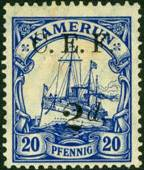 KAMERUN
C. E. F.
2d.
20 PFENNIG 20